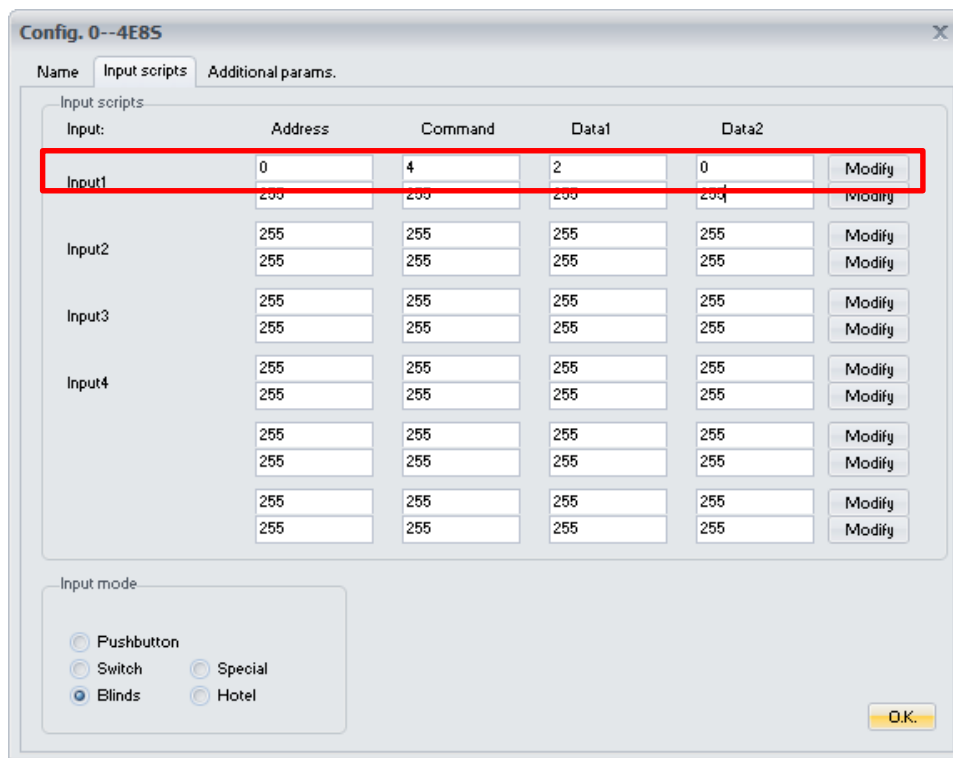 Config. 0--4E8S
Name Input scripts Additional params.
Input scripts
Input: Address Command Data1 Data2
0 4 2 0 Modify
Input1
255 255 255 255 Modify
255 255 255 255 Modify
Input2
255 255 255 255 Modify
255 255 255 255 Modify
Input3
255 255 255 255 Modify
255 255 255 255 Modify
Input4
255 255 255 255 Modify
255 255 255 255 Modify
255 255 255 255 Modify
255 255 255 255 Modify
255 255 255 255 Modify
Input mode
Pushbutton
Switch Special
Blinds Hotel
O.K.